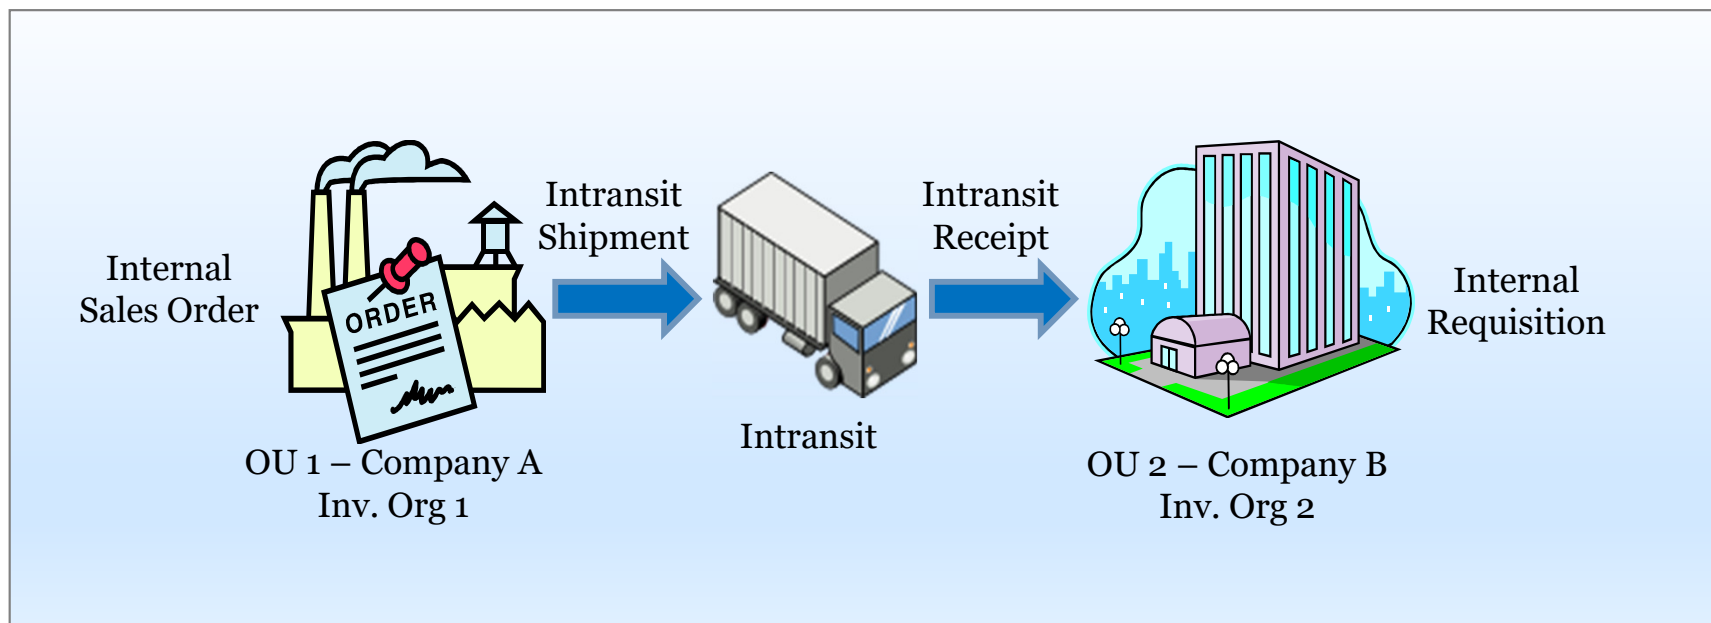 Internal
Sales Order
ORDER
OU 1 – Company A
Inv. Org 1
Intransit
Shipment
Intransit
Intransit
Receipt
OU 2 – Company B
Inv. Org 2
Internal
Requisition